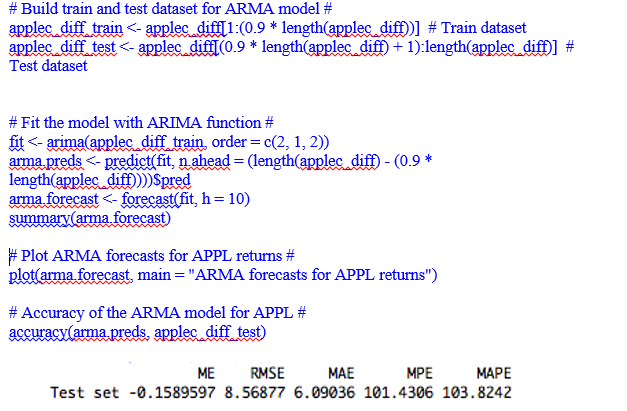 # Build train and test dataset for ARMA model #
applec_diff_train <- applec_diff[1:(0.9 * length(applec_diff))]  # Train dataset
applec_diff_test <- applec_diff[(0.9 * length(applec_diff) + 1):length(applec_diff)]  #
Test dataset
# Fit the model with ARIMA function #
fit <- arima(applec_diff_train, order = c(2, 1, 2))
arma.preds <- predict(fit, n.ahead = (length(applec_diff) - (0.9 *
length(applec_diff))))$pred
arma.forecast <- forecast(fit, h = 10)
summary(arma.forecast)
# Plot ARMA forecasts for APPL returns #
plot(arma.forecast, main = "ARMA forecasts for APPL returns")
# Accuracy of the ARMA model for APPL #
accuracy(arma.preds, applec_diff_test)
ME RMSE MAE MPE MAPE
Test set -0.1589597 8.56877 6.09036 101.4306 103.8242